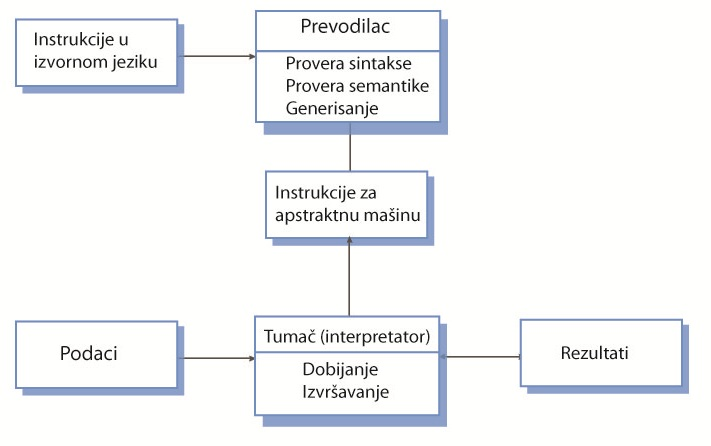 Instrukcije u
izvornom jeziku
Prevodilac
Provera sintakse
Provera semantike
Generisanje
Instrukcije za
apstraktnu mašinu
Podaci
Tumač (interpretator)
Dobijanje
Izvršavanje
Rezultati